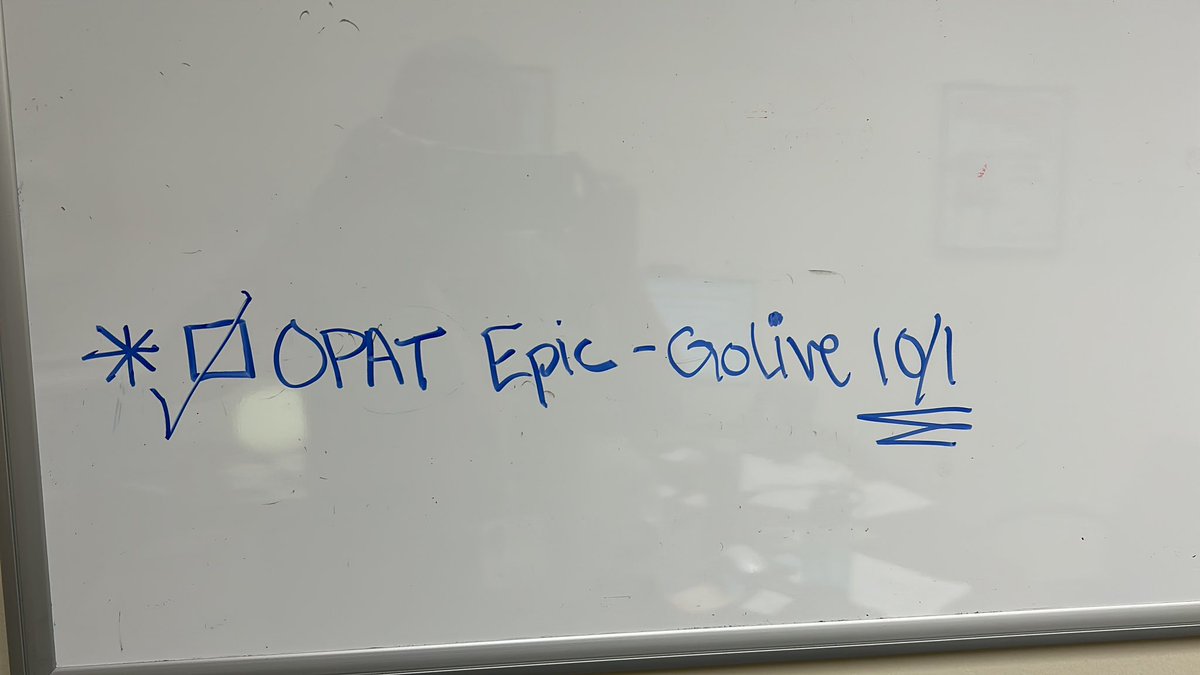 * ☑ OPAT Epic - Golive 10/1